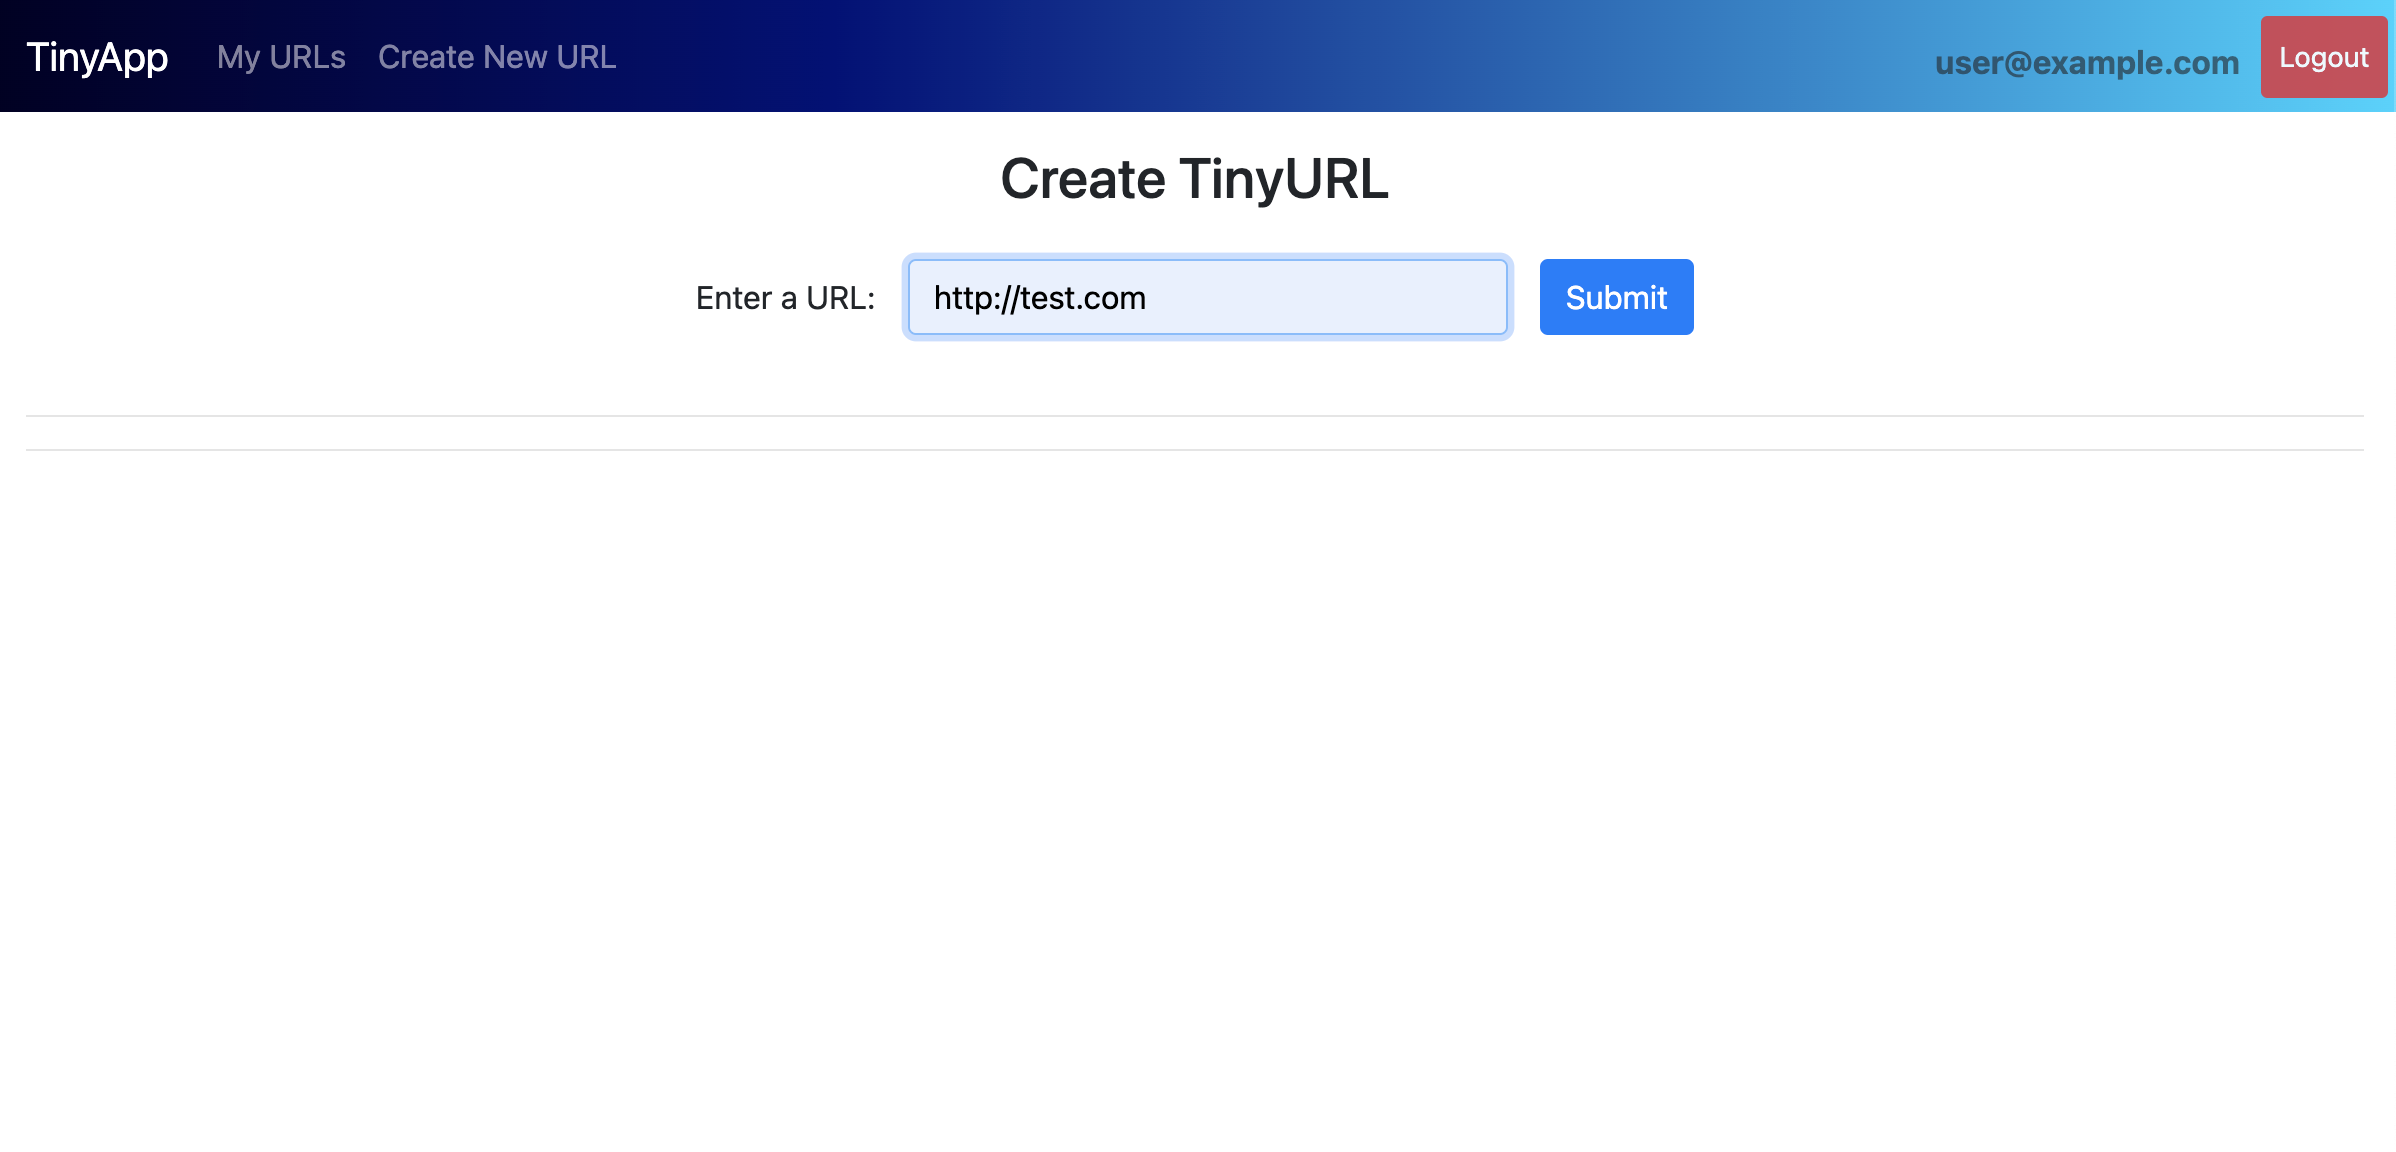 TinyApp My URLs Create New URL user@example.com Logout
Create TinyURL
Enter a URL: http://test.com Submit